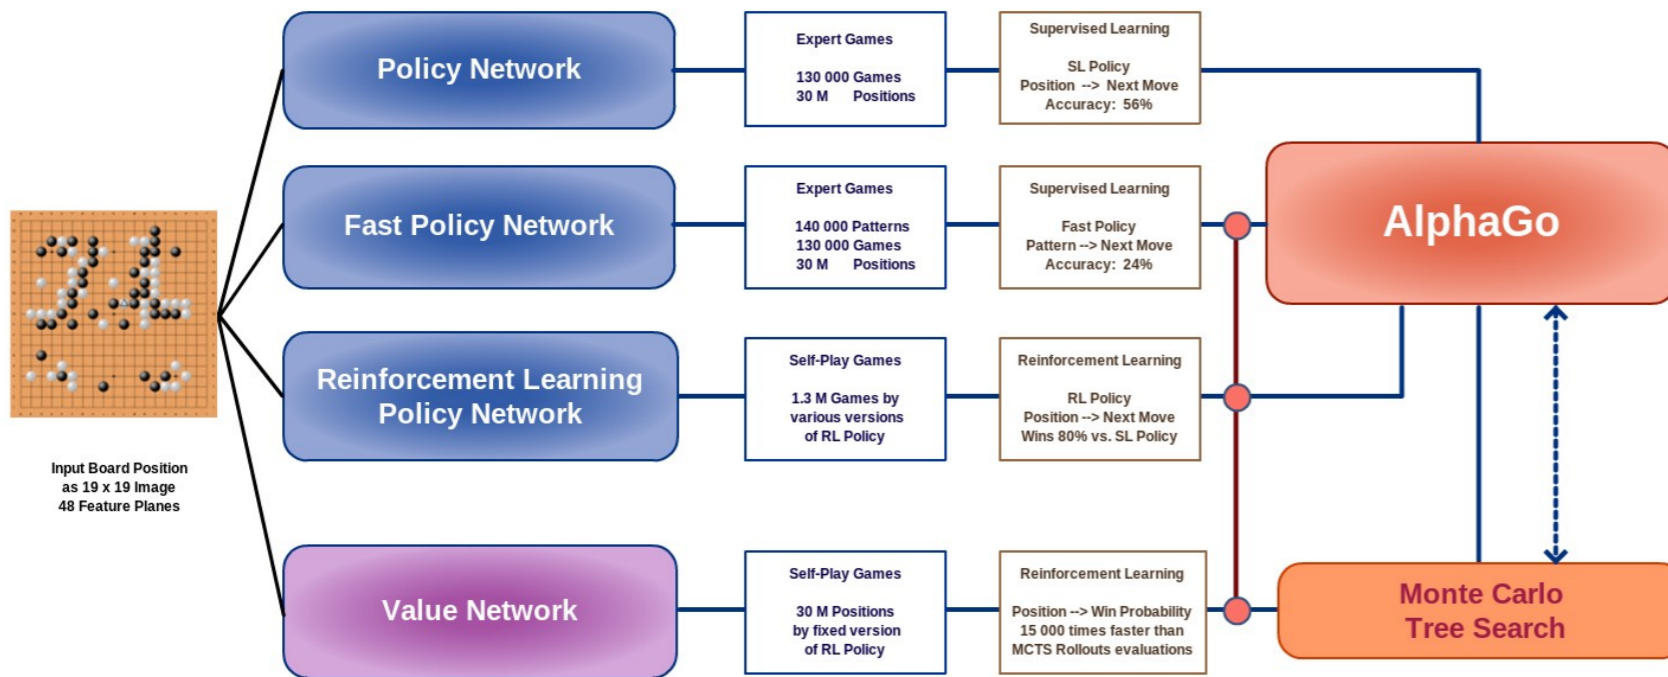 Policy Network
Expert Games
130 000 Games
30 M Positions
Supervised Learning
SL Policy
Position --> Next Move
Accuracy: 56%
Fast Policy Network
Expert Games
140 000 Patterns
130 000 Games
30 M Positions
Supervised Learning
Fast Policy
Pattern --> Next Move
Accuracy: 24%
AlphaGo
Reinforcement Learning
Policy Network
Self-Play Games
1.3 M Games by
various versions
of RL Policy
Reinforcement Learning
RL Policy
Position --> Next Move
Wins 80% vs. SL Policy
Input Board Position
as 19 x 19 Image
48 Feature Planes
Value Network
Self-Play Games
30 M Positions
by fixed version
of RL Policy
Reinforcement Learning
Position --> Win Probability
15 000 times faster than
MCTS Rollouts evaluations
Monte Carlo
Tree Search